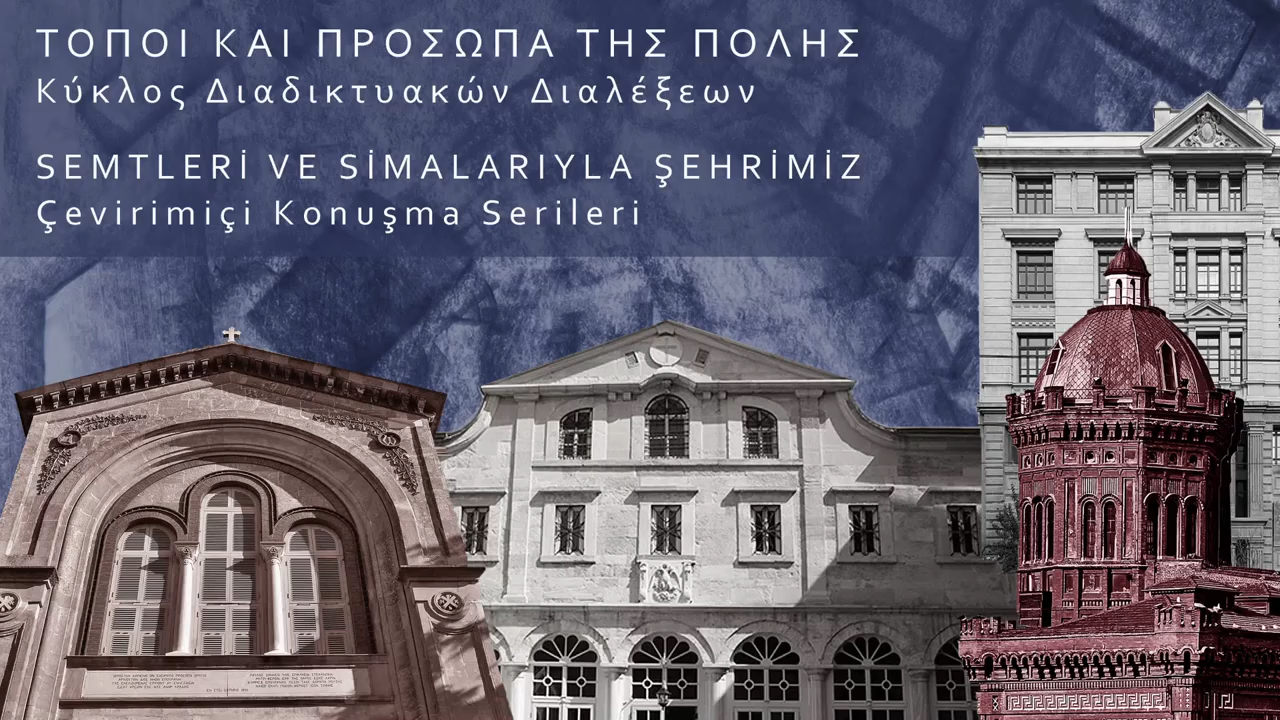 ΤΟΠΟΙ ΚΑΙ ΠΡΟΣΩΠΑ ΤΗΣ ΠΟΛΗΣ
Κύκλος Διαδικτυακών Διαλέξεων
SEMTLERİ VE SİMALARIYLA ŞEHRİMİZ
Çevirimiçi Konuşma Serileri